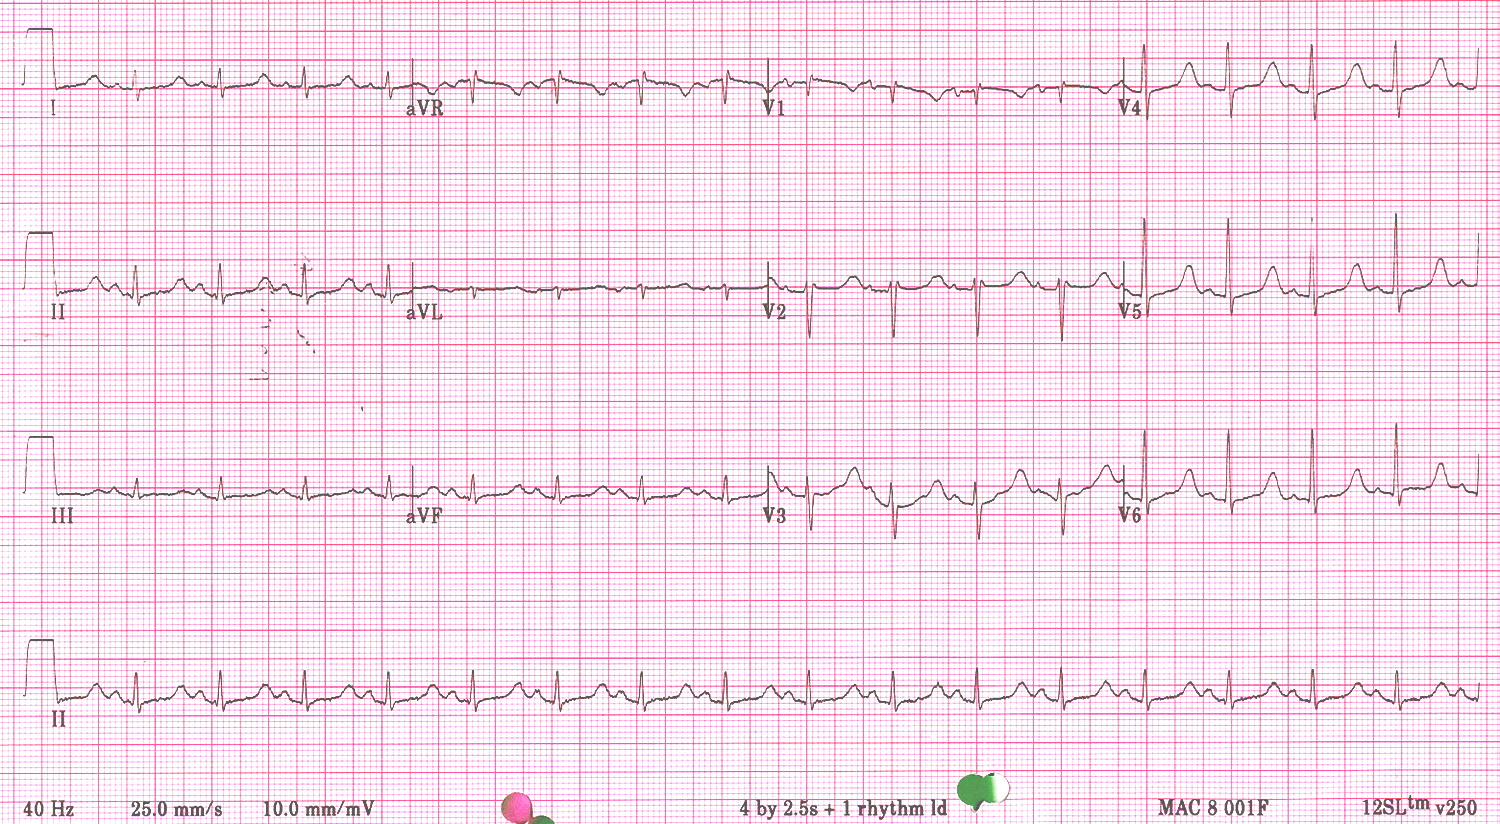 I aVR V1 V4
II aVL V2 V5
III aVF V3 V6
II
40 Hz 25.0 mm/s 10.0 mm/mV 4 by 2.5s + 1 rhythm ld MAC 8 001F 12SL™ v250